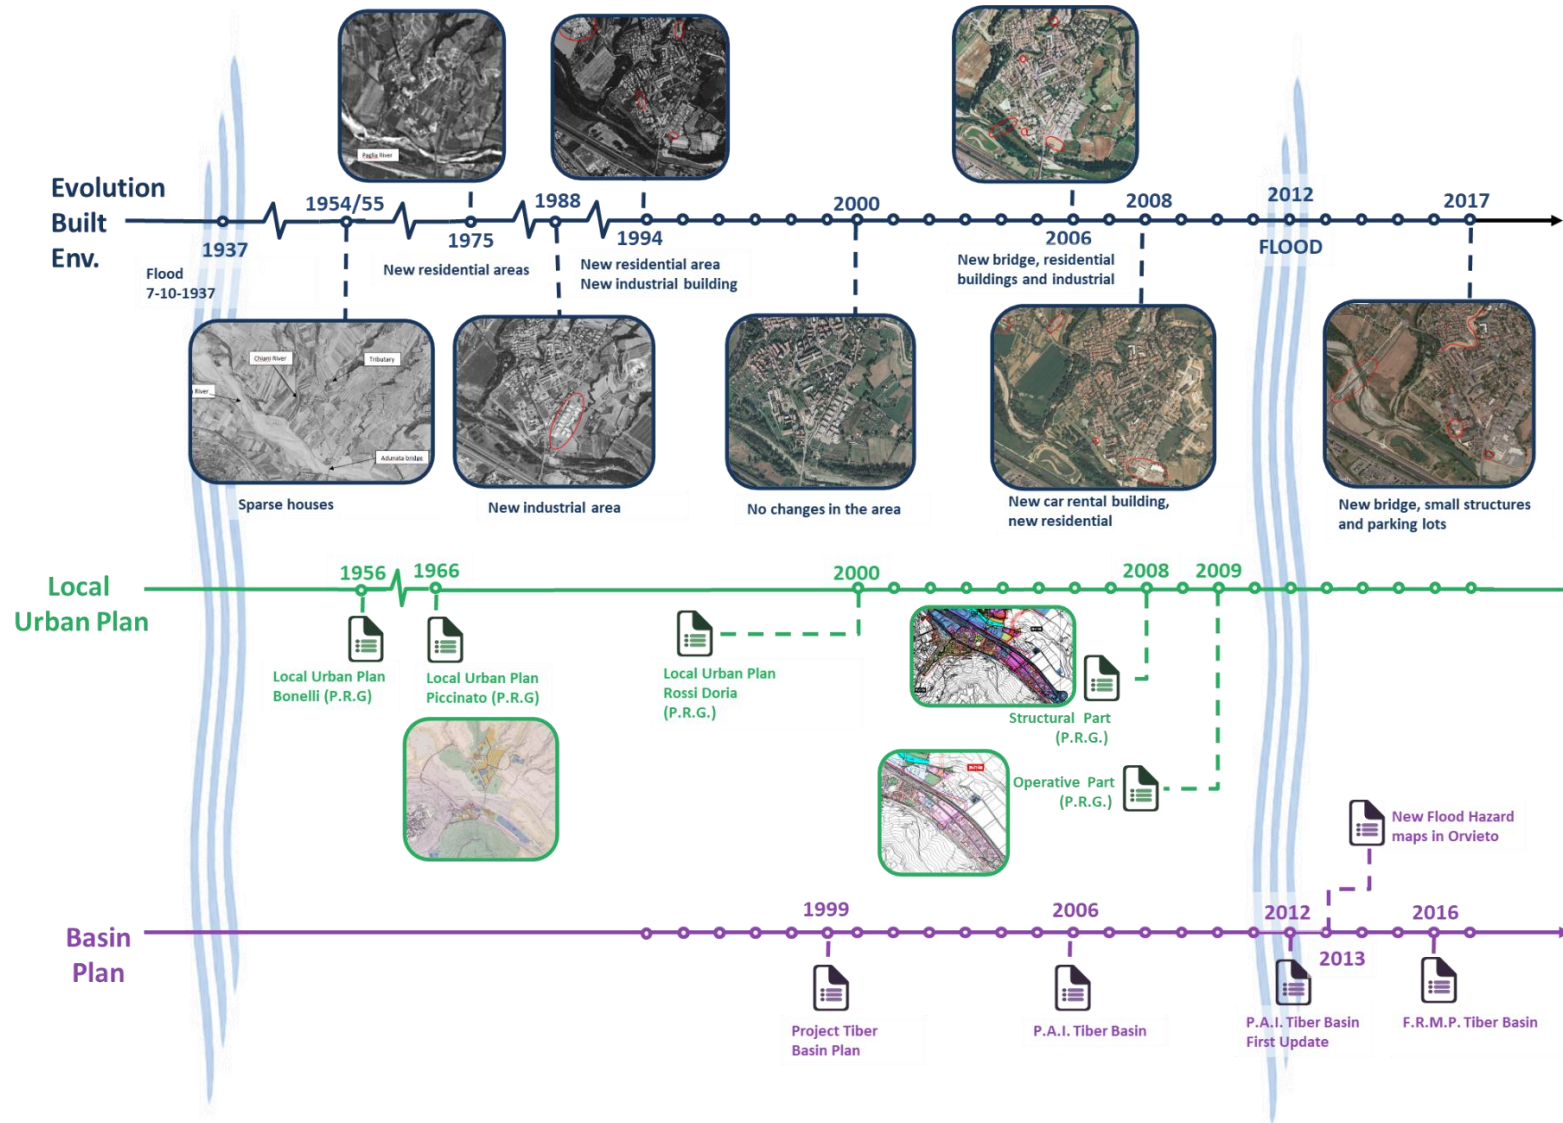 Evolution
Built
Env.
1937
Flood
7-10-1937
1954/55
Sparse houses
Chiani River
Tributary
River
Adunata bridge
1975
New residential areas
Paglia River
1988
New industrial area
1994
New residential area
New industrial building
2000
No changes in the area
2006
New bridge, residential
buildings and industrial
2008
New car rental building,
new residential
2012
FLOOD
2017
New bridge, small structures
and parking lots
Local
Urban Plan
1956
Local Urban Plan
Bonelli (P.R.G)
1966
Local Urban Plan
Piccinato (P.R.G)
2000
Local Urban Plan
Rossi Doria
(P.R.G.)
2008
Structural Part
(P.R.G.)
2009
Operative Part
(P.R.G.)
Basin
Plan
1999
Project Tiber
Basin Plan
2006
P.A.I. Tiber Basin
2012
P.A.I. Tiber Basin
First Update
2013
New Flood Hazard
maps in Orvieto
2016
F.R.M.P. Tiber Basin